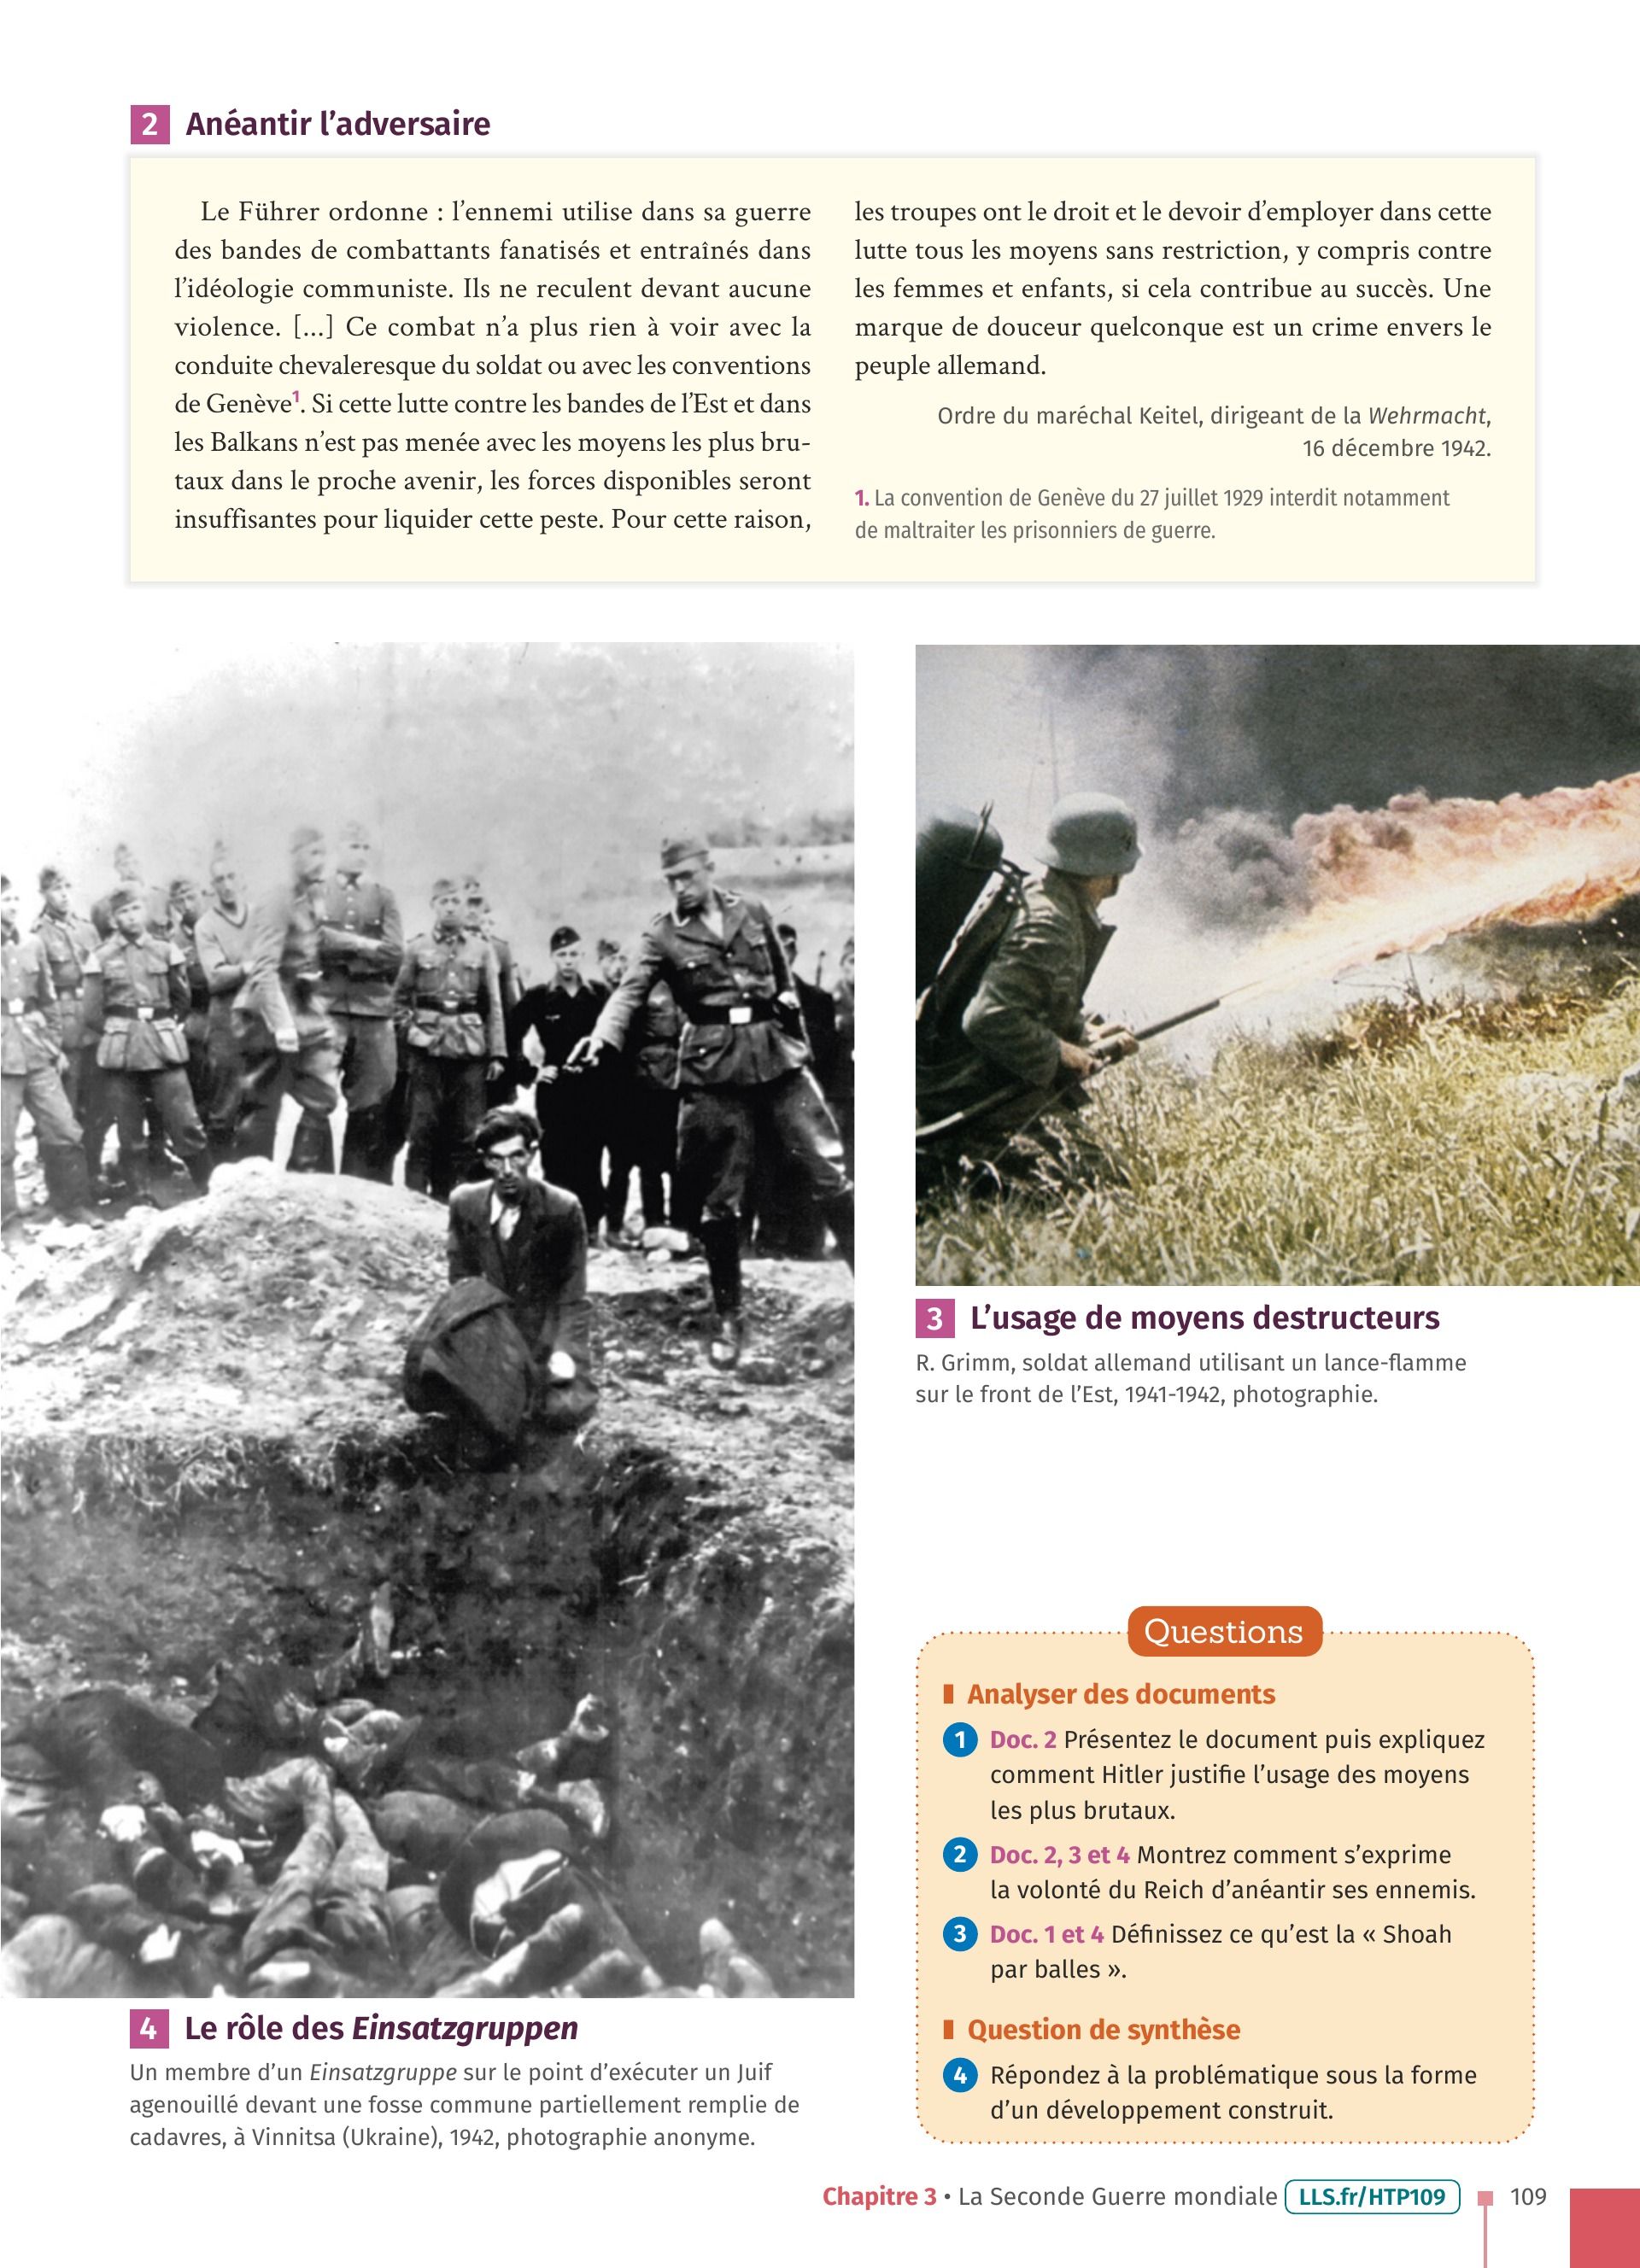 2 Anéantir l’adversaire
Le Führer ordonne : l’ennemi utilise dans sa guerre
des bandes de combattants fanatisés et entraînés dans
l’idéologie communiste. Ils ne reculent devant aucune
violence. [...] Ce combat n’a plus rien à voir avec la
conduite chevaleresque du soldat ou avec les conventions
de Genève1. Si cette lutte contre les bandes de l’Est et dans
les Balkans n’est pas menée avec les moyens les plus bru-
taux dans le proche avenir, les forces disponibles seront
insuffisantes pour liquider cette peste. Pour cette raison,
les troupes ont le droit et le devoir d’employer dans cette
lutte tous les moyens sans restriction, y compris contre
les femmes et enfants, si cela contribue au succès. Une
marque de douceur quelconque est un crime envers le
peuple allemand.
Ordre du maréchal Keitel, dirigeant de la Wehrmacht,
16 décembre 1942.
1. La convention de Genève du 27 juillet 1929 interdit notamment
de maltraiter les prisonniers de guerre.
3 L’usage de moyens destructeurs
R. Grimm, soldat allemand utilisant un lance-flamme
sur le front de l’Est, 1941-1942, photographie.
4 Le rôle des Einsatzgruppen
Un membre d’un Einsatzgruppe sur le point d’exécuter un Juif
agenouillé devant une fosse commune partiellement remplie de
cadavres, à Vinnitsa (Ukraine), 1942, photographie anonyme.
Questions
Analyser des documents
1 Doc. 2 Présentez le document puis expliquez
comment Hitler justifie l’usage des moyens
les plus brutaux.
2 Doc. 2, 3 et 4 Montrez comment s’exprime
la volonté du Reich d’anéantir ses ennemis.
3 Doc. 1 et 4 Définissez ce qu’est la « Shoah
par balles ».
Question de synthèse
4 Répondez à la problématique sous la forme
d’un développement construit.
Chapitre 3 • La Seconde Guerre mondiale LLS.fr/HTP109 109